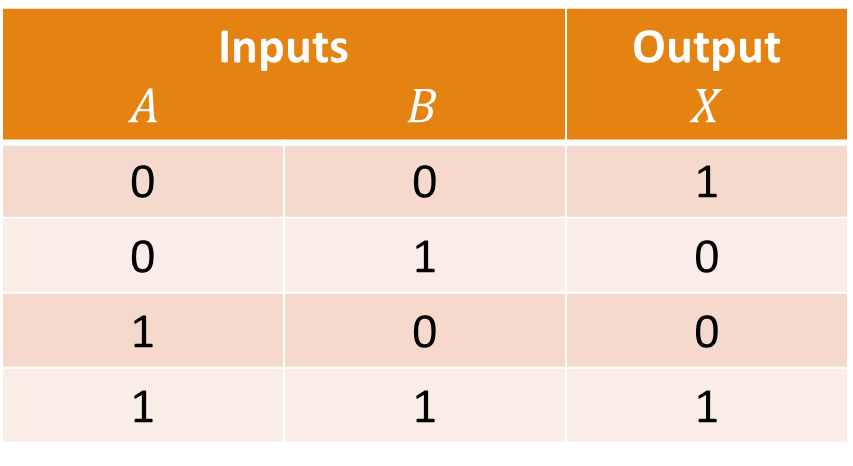 Inputs Output
A B X
0 0 1
0 1 0
1 0 0
1 1 1